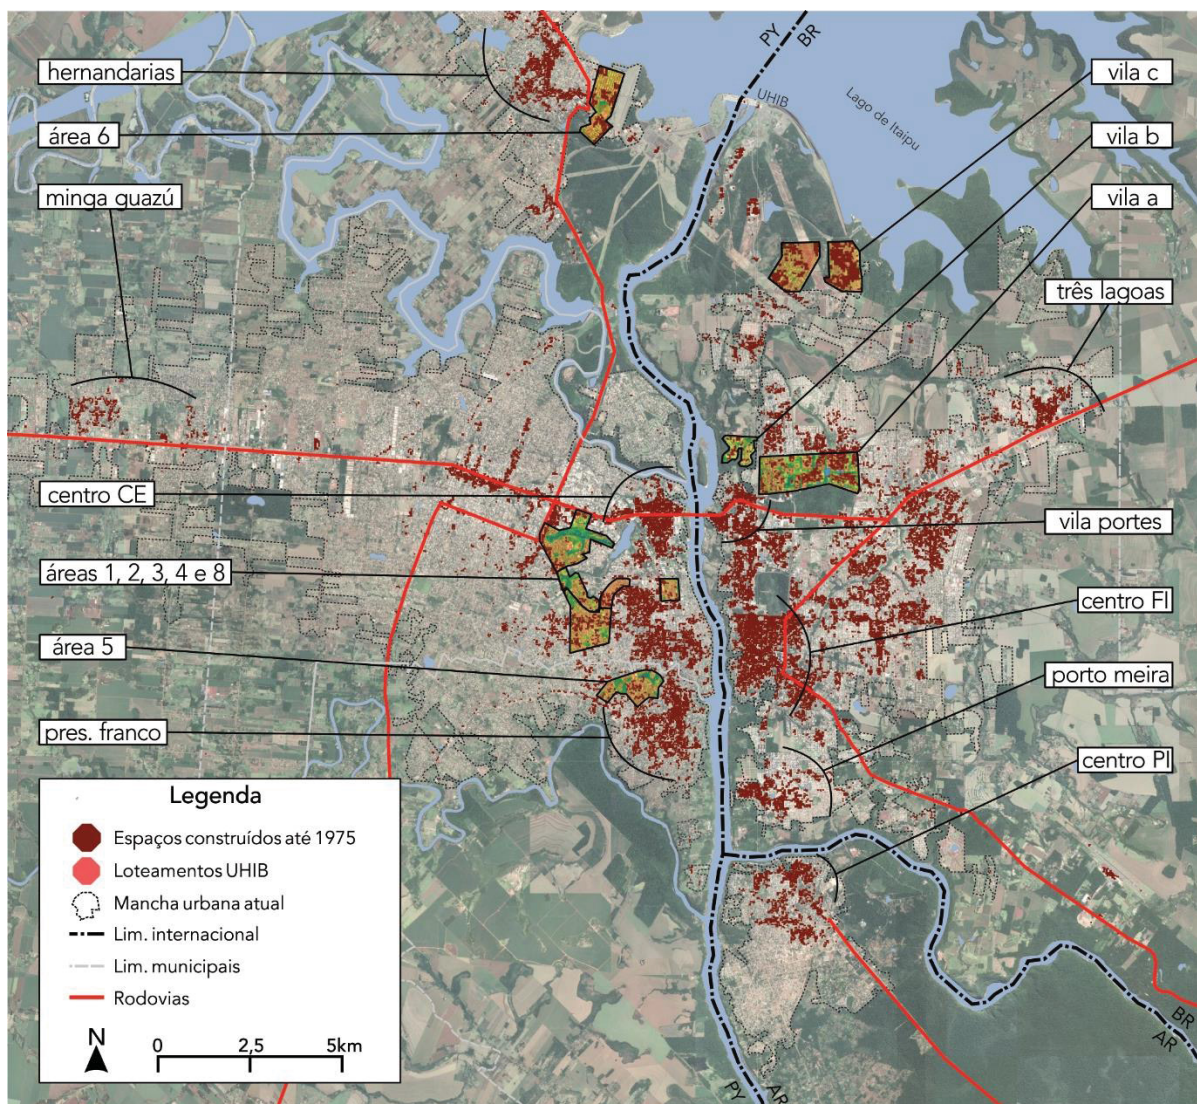 PY
BR
hernandarias
vila c
UHIB
Lago de Itaipu
área 6
vila b
minga guazú
vila a
três lagoas
centro CE
vila portes
áreas 1, 2, 3, 4 e 8
centro FI
área 5
porto meira
pres. franco
centro PI
Legenda
Espaços construídos até 1975
Loteamentos UHIB
Mancha urbana atual
Lim. internacional
Lim. municipais
Rodovias
N
0 2,5 5km
BR
AR
PY
AR